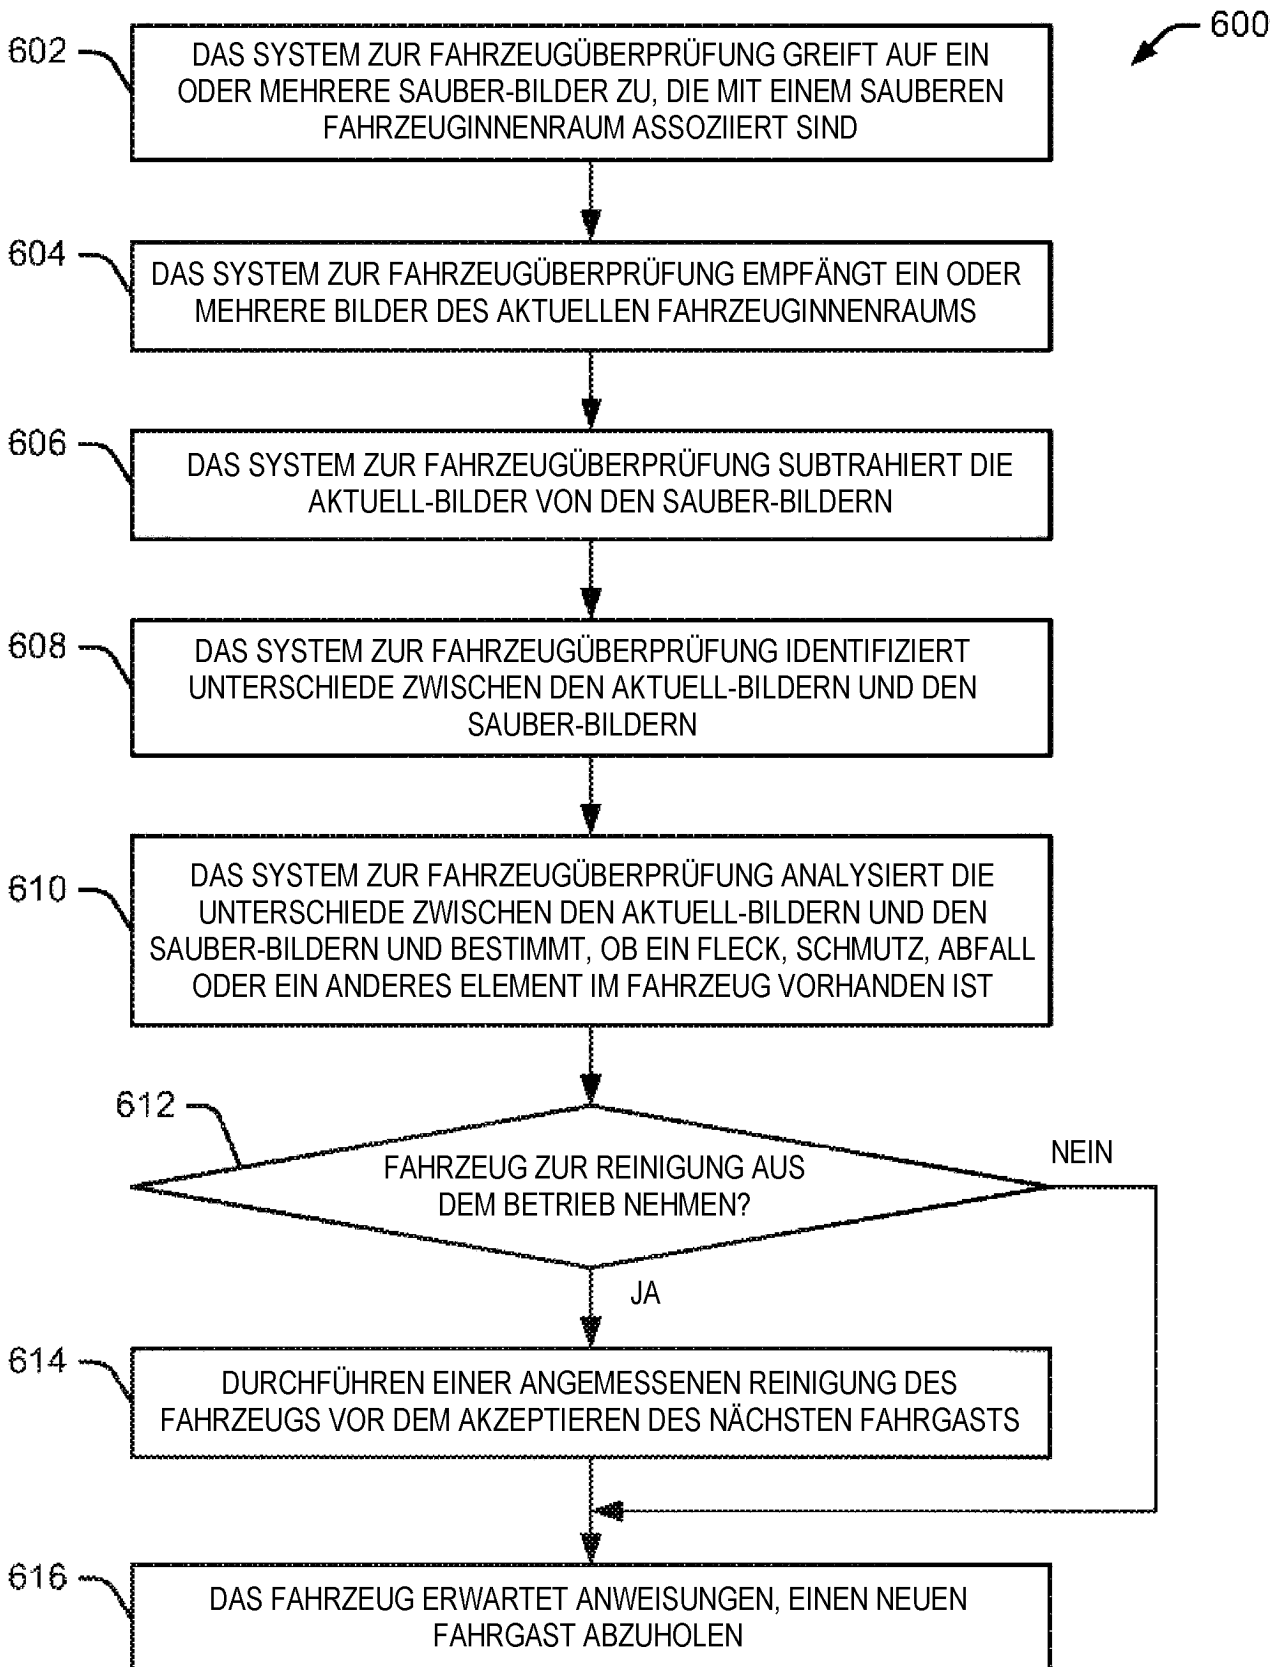 600
602
DAS SYSTEM ZUR FAHRZEUGÜBERPRÜFUNG GREIFT AUF EIN
ODER MEHRERE SAUBER-BILDER ZU, DIE MIT EINEM SAUBEREN
FAHRZEUGINNENRAUM ASSOZIIERT SIND
604
DAS SYSTEM ZUR FAHRZEUGÜBERPRÜFUNG EMPFÄNGT EIN ODER
MEHRERE BILDER DES AKTUELLEN FAHRZEUGINNENRAUMS
606
DAS SYSTEM ZUR FAHRZEUGÜBERPRÜFUNG SUBTRAHIERT DIE
AKTUELL-BILDER VON DEN SAUBER-BILDERN
608
DAS SYSTEM ZUR FAHRZEUGÜBERPRÜFUNG IDENTIFIZIERT
UNTERSCHIEDE ZWISCHEN DEN AKTUELL-BILDERN UND DEN
SAUBER-BILDERN
610
DAS SYSTEM ZUR FAHRZEUGÜBERPRÜFUNG ANALYSIERT DIE
UNTERSCHIEDE ZWISCHEN DEN AKTUELL-BILDERN UND DEN
SAUBER-BILDERN UND BESTIMMT, OB EIN FLECK, SCHMUTZ, ABFALL
ODER EIN ANDERES ELEMENT IM FAHRZEUG VORHANDEN IST
612
FAHRZEUG ZUR REINIGUNG AUS
DEM BETRIEB NEHMEN?
NEIN
JA
614
DURCHFÜHREN EINER ANGEMESSENEN REINIGUNG DES
FAHRZEUGS VOR DEM AKZEPTIEREN DES NÄCHSTEN FAHRGASTS
616
DAS FAHRZEUG ERWARTET ANWEISUNGEN, EINEN NEUEN
FAHRGAST ABZUHOLEN